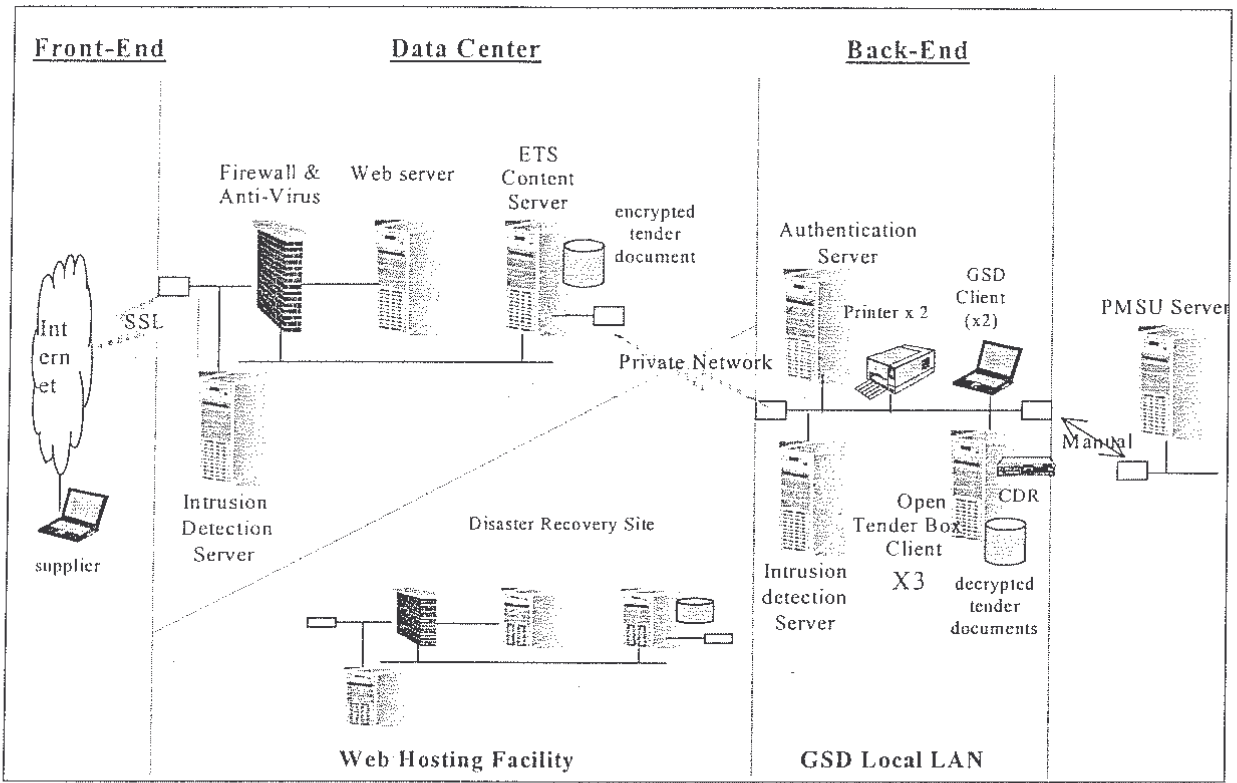 Front-End
Data Center
Back-End
Firewall &
Anti-Virus
Web server
ETS
Content
Server
encrypted
tender
document
Authentication
Server
Printer x 2
GSD
Client
(x2)
PMSU Server
Int
ern
et
SSL
Private Network
Manual
supplier
Intrusion
Detection
Server
Disaster Recovery Site
Intrusion
detection
Server
Open
Tender Box
Client
X3
CDR
decrypted
tender
documents
Web Hosting Facility
GSD Local LAN